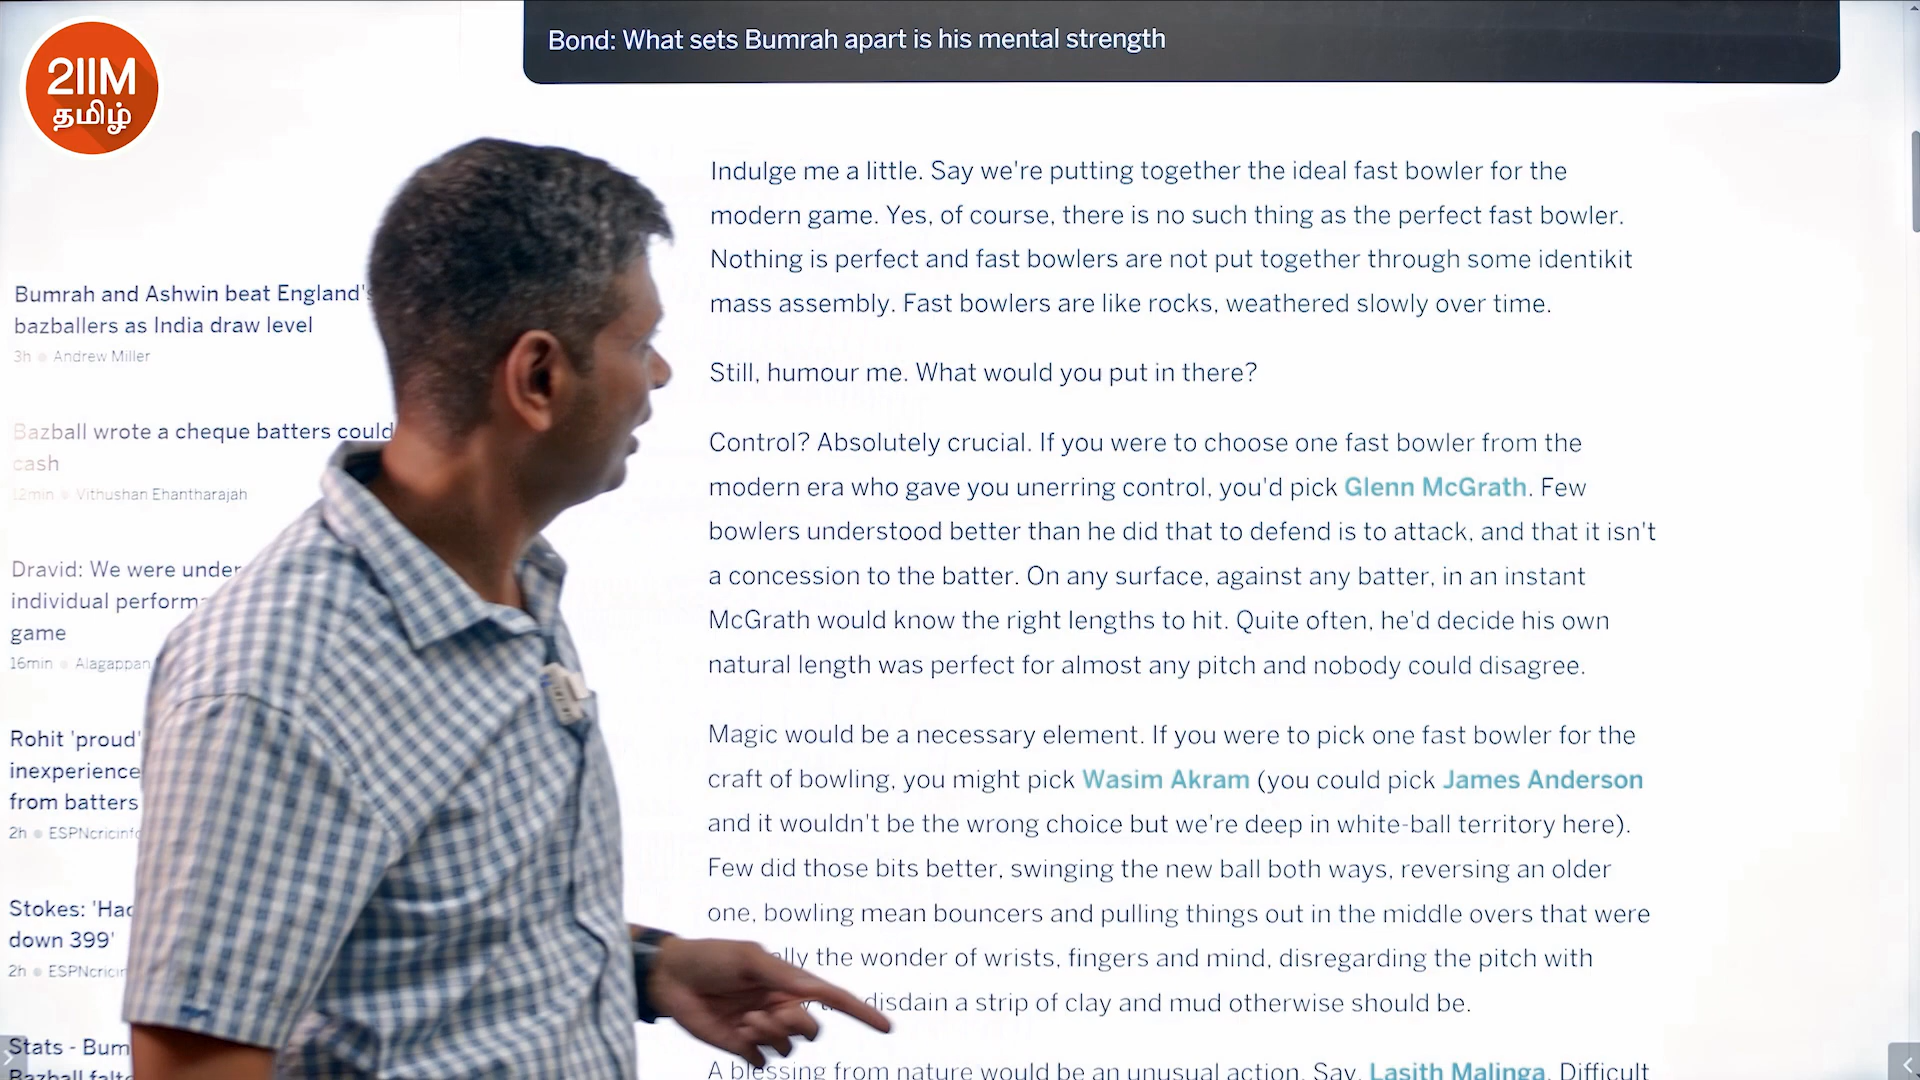 2IIM
தமிழ்
Bond: What sets Bumrah apart is his mental strength
Bumrah and Ashwin beat England's
bazballers as India draw level
3h Andrew Miller
Bazball wrote a cheque batters could
cash
12min Vithushan Ehantharajah
Dravid: We were under
individual perform
game
16min Alagappan
Rohit 'proud'
inexperience
from batters
2h ESPNcricinfo
Stokes: 'Had
down 399'
2h ESPNcricin
Stats - Bum
Bazball falt
Indulge me a little. Say we're putting together the ideal fast bowler for the
modern game. Yes, of course, there is no such thing as the perfect fast bowler.
Nothing is perfect and fast bowlers are not put together through some identikit
mass assembly. Fast bowlers are like rocks, weathered slowly over time.
Still, humour me. What would you put in there?
Control? Absolutely crucial. If you were to choose one fast bowler from the
modern era who gave you unerring control, you'd pick Glenn McGrath. Few
bowlers understood better than he did that to defend is to attack, and that it isn't
a concession to the batter. On any surface, against any batter, in an instant
McGrath would know the right lengths to hit. Quite often, he'd decide his own
natural length was perfect for almost any pitch and nobody could disagree.
Magic would be a necessary element. If you were to pick one fast bowler for the
craft of bowling, you might pick Wasim Akram (you could pick James Anderson
and it wouldn't be the wrong choice but we're deep in white-ball territory here).
Few did those bits better, swinging the new ball both ways, reversing an older
one, bowling mean bouncers and pulling things out in the middle overs that were
the wonder of wrists, fingers and mind, disregarding the pitch with
disdain a strip of clay and mud otherwise should be.
A blessing from nature would be an unusual action. Say, Lasith Malinga. Difficult